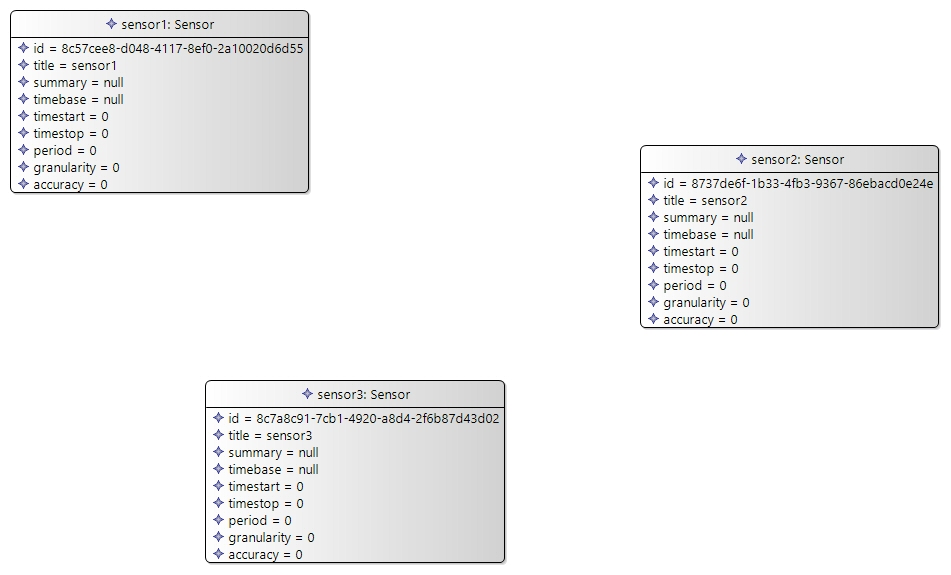 sensor1: Sensor
id = 8c57cee8-d048-4117-8ef0-2a10020d6d55
title = sensor1
summary = null
timebase = null
timestart = 0
timestop = 0
period = 0
granularity = 0
accuracy = 0
sensor2: Sensor
id = 8737de6f-1b33-4fb3-9367-86ebacd0e24e
title = sensor2
summary = null
timebase = null
timestart = 0
timestop = 0
period = 0
granularity = 0
accuracy = 0
sensor3: Sensor
id = 8c7a8c91-7cb1-4920-a8d4-2f6b87d43d02
title = sensor3
summary = null
timebase = null
timestart = 0
timestop = 0
period = 0
granularity = 0
accuracy = 0